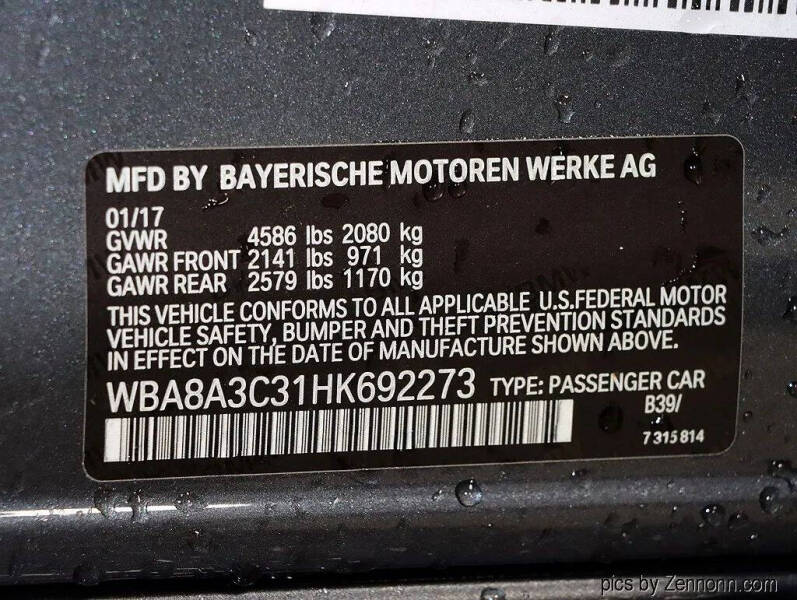 MFD BY BAYERISCHE MOTOREN WERKE AG
01/17
GVWR 4586 lbs 2080 kg
GAWR FRONT 2141 lbs 971 kg
GAWR REAR 2579 lbs 1170 kg
THIS VEHICLE CONFORMS TO ALL APPLICABLE U.S.FEDERAL MOTOR
VEHICLE SAFETY, BUMPER AND THEFT PREVENTION STANDARDS
IN EFFECT ON THE DATE OF MANUFACTURE SHOWN ABOVE.
WBA8A3C31HK692273 TYPE: PASSENGER CAR
B39/
7 315 814
pics by Zennonn.com